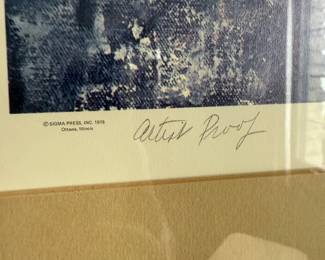 © SIGMA PRESS, INC. 1978
Ottawa, Illinois
Artist Proof